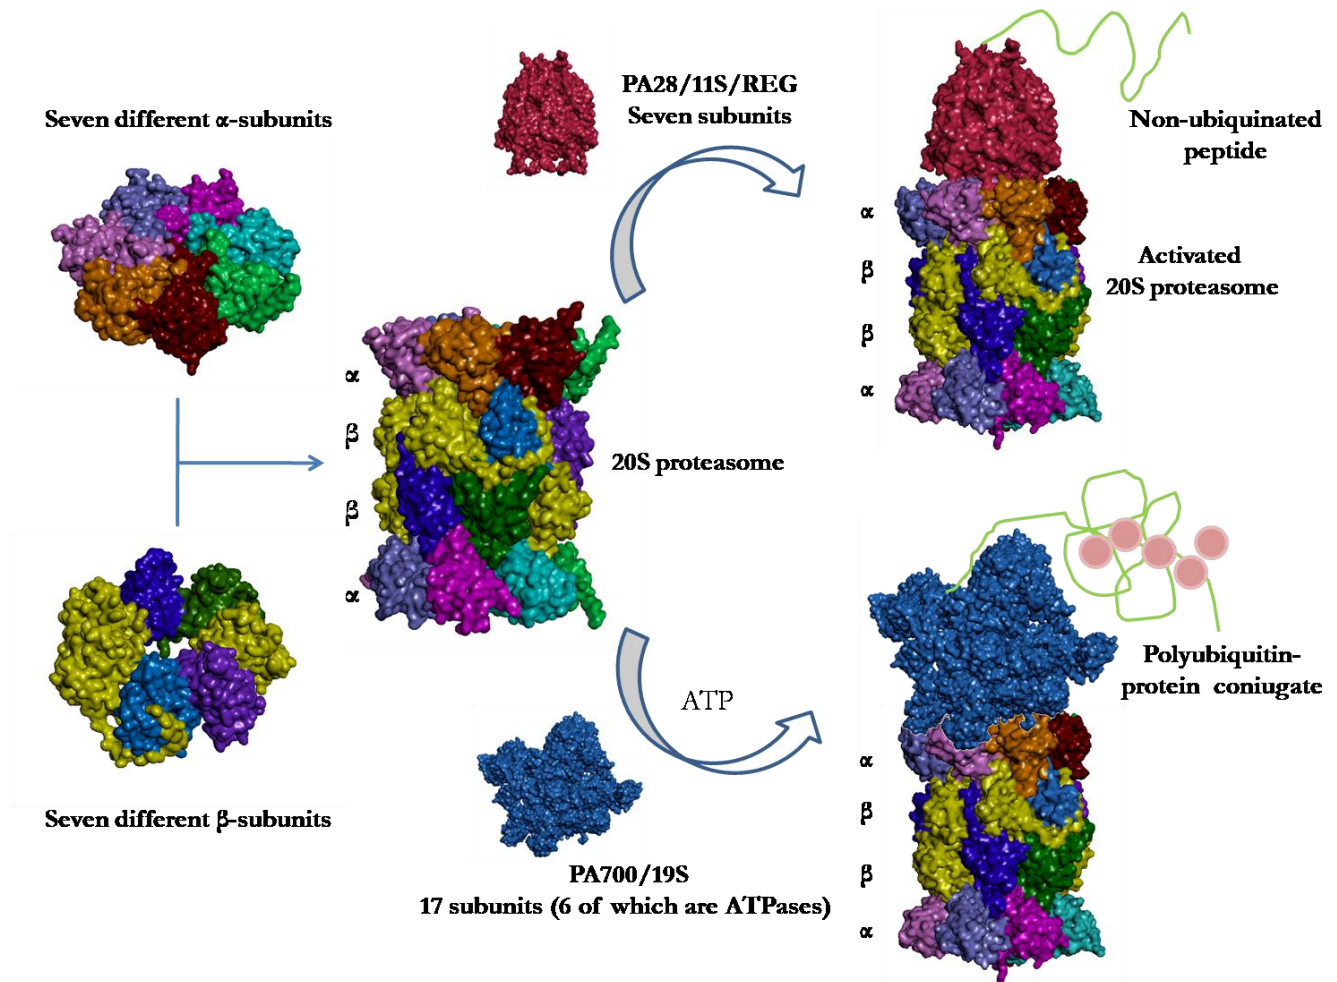 PA28/11S/REG
Seven subunits
Seven different α-subunits
Non-ubiquinated
peptide
α
β
β
α
Activated
20S proteasome
α
β
β
α
20S proteasome
ATP
Polyubiquitin-
protein coniugate
Seven different β-subunits
PA700/19S
17 subunits (6 of which are ATPases)
α
β
β
α